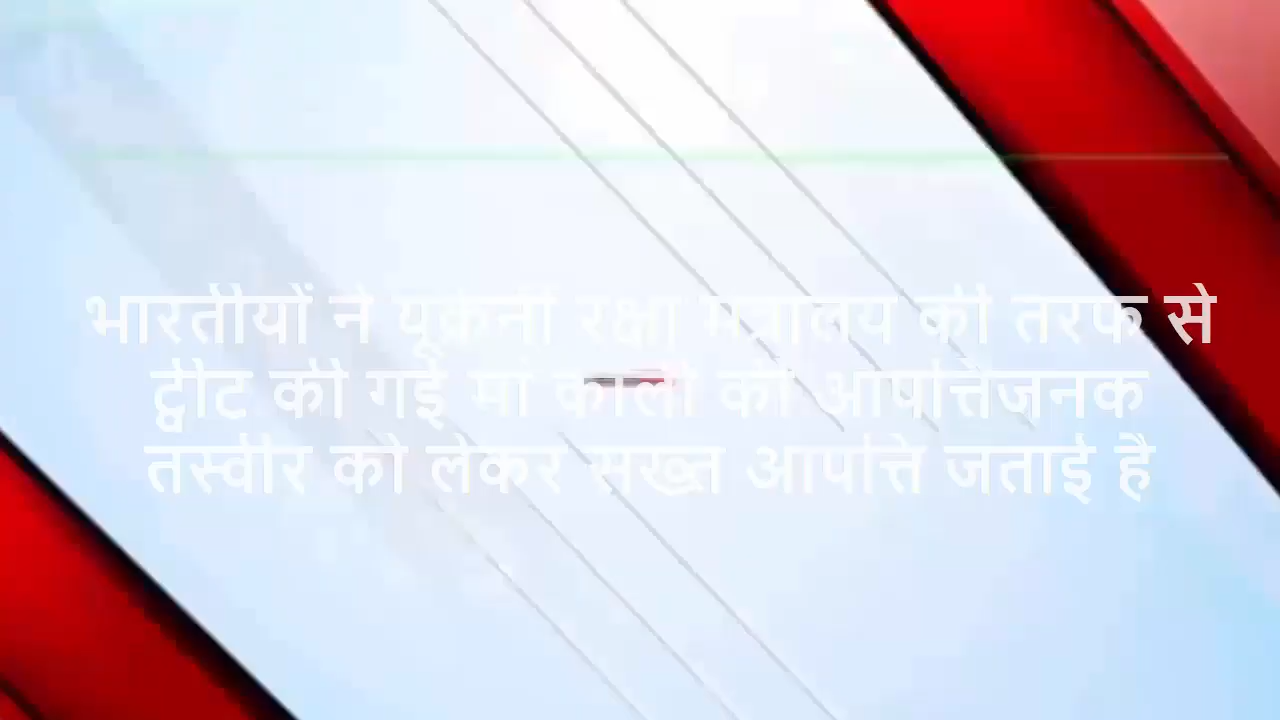 भारतीयों ने यूक्रेनी रक्षा मंत्रालय की तरफ से
ट्वीट की गई मां काली की आपत्तिजनक
तस्वीर को लेकर सख्त आपत्ति जताई है